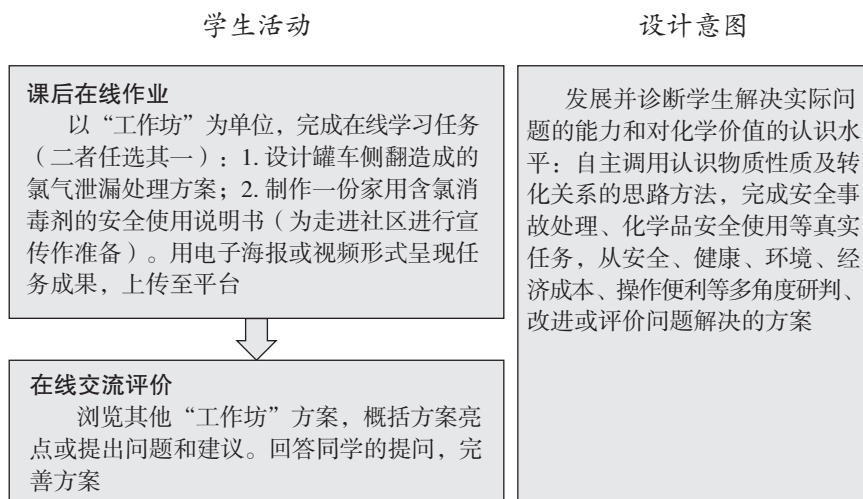 学生活动
设计意图
课后在线作业
以“工作坊”为单位，完成在线学习任务
（二者任选其一）：1. 设计罐车侧翻造成的
氯气泄漏处理方案；2. 制作一份家用含氯消
毒剂的安全使用说明书（为走进社区进行宣
传作准备）。用电子海报或视频形式呈现任
务成果，上传至平台
在线交流评价
浏览其他“工作坊”方案，概括方案亮
点或提出问题和建议。回答同学的提问，完
善方案
发展并诊断学生解决实际问
题的能力和对化学价值的认识水
平：自主调用认识物质性质及转
化关系的思路方法，完成安全事
故处理、化学品安全使用等真实
任务，从安全、健康、环境、经
济成本、操作便利等多角度研判、
改进或评价问题解决的方案